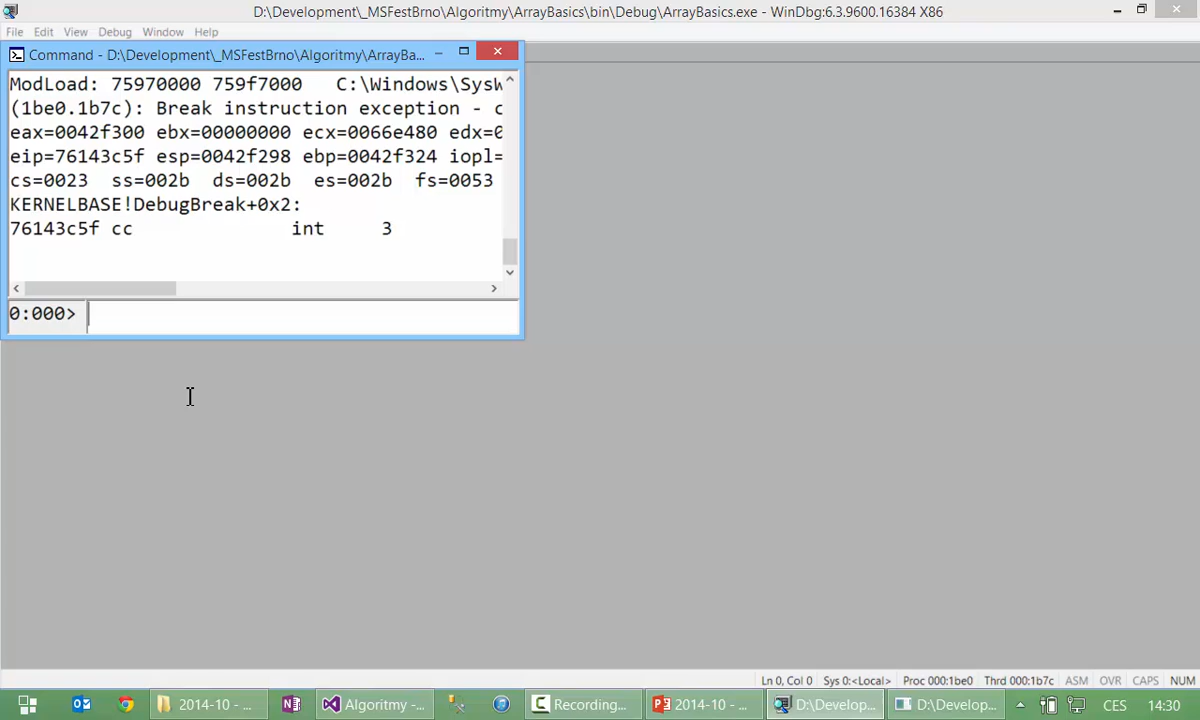 D:\Development\_MSFestBrno\Algoritmy\ArrayBasics\bin\Debug\ArrayBasics.exe - WinDbg:6.3.9600.16384 X86
File Edit View Debug Window Help
Command - D:\Development\_MSFestBrno\Algoritmy\ArrayBa...
ModLoad: 75970000 759f7000 C:\Windows\SysW
(1be0.1b7c): Break instruction exception - c
eax=0042f300 ebx=00000000 ecx=0066e480 edx=0
eip=76143c5f esp=0042f298 ebp=0042f324 iopl=
cs=0023 ss=002b ds=002b es=002b fs=0053
KERNELBASE!DebugBreak+0x2:
76143c5f cc int 3
0:000>
Ln 0, Col 0 Sys 0:<Local> Proc 000:1be0 Thrd 000:1b7c ASM OVR CAPS NUM
2014-10 - ... Algoritmy -... Recording... 2014-10 - ... D:\Develop... D:\Develop... CES 14:30